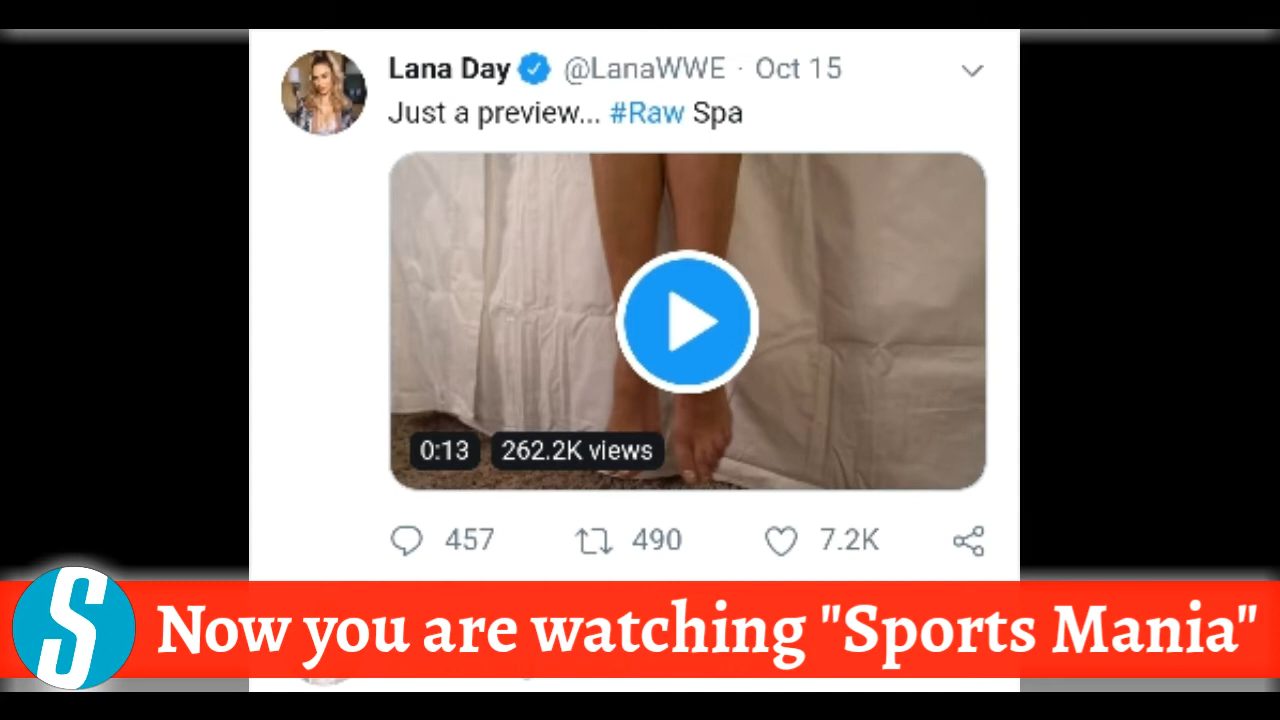 Lana Day @LanaWWE · Oct 15
Just a preview... #Raw Spa
0:13 262.2K views
457 490 7.2K
S Now you are watching "Sports Mania"